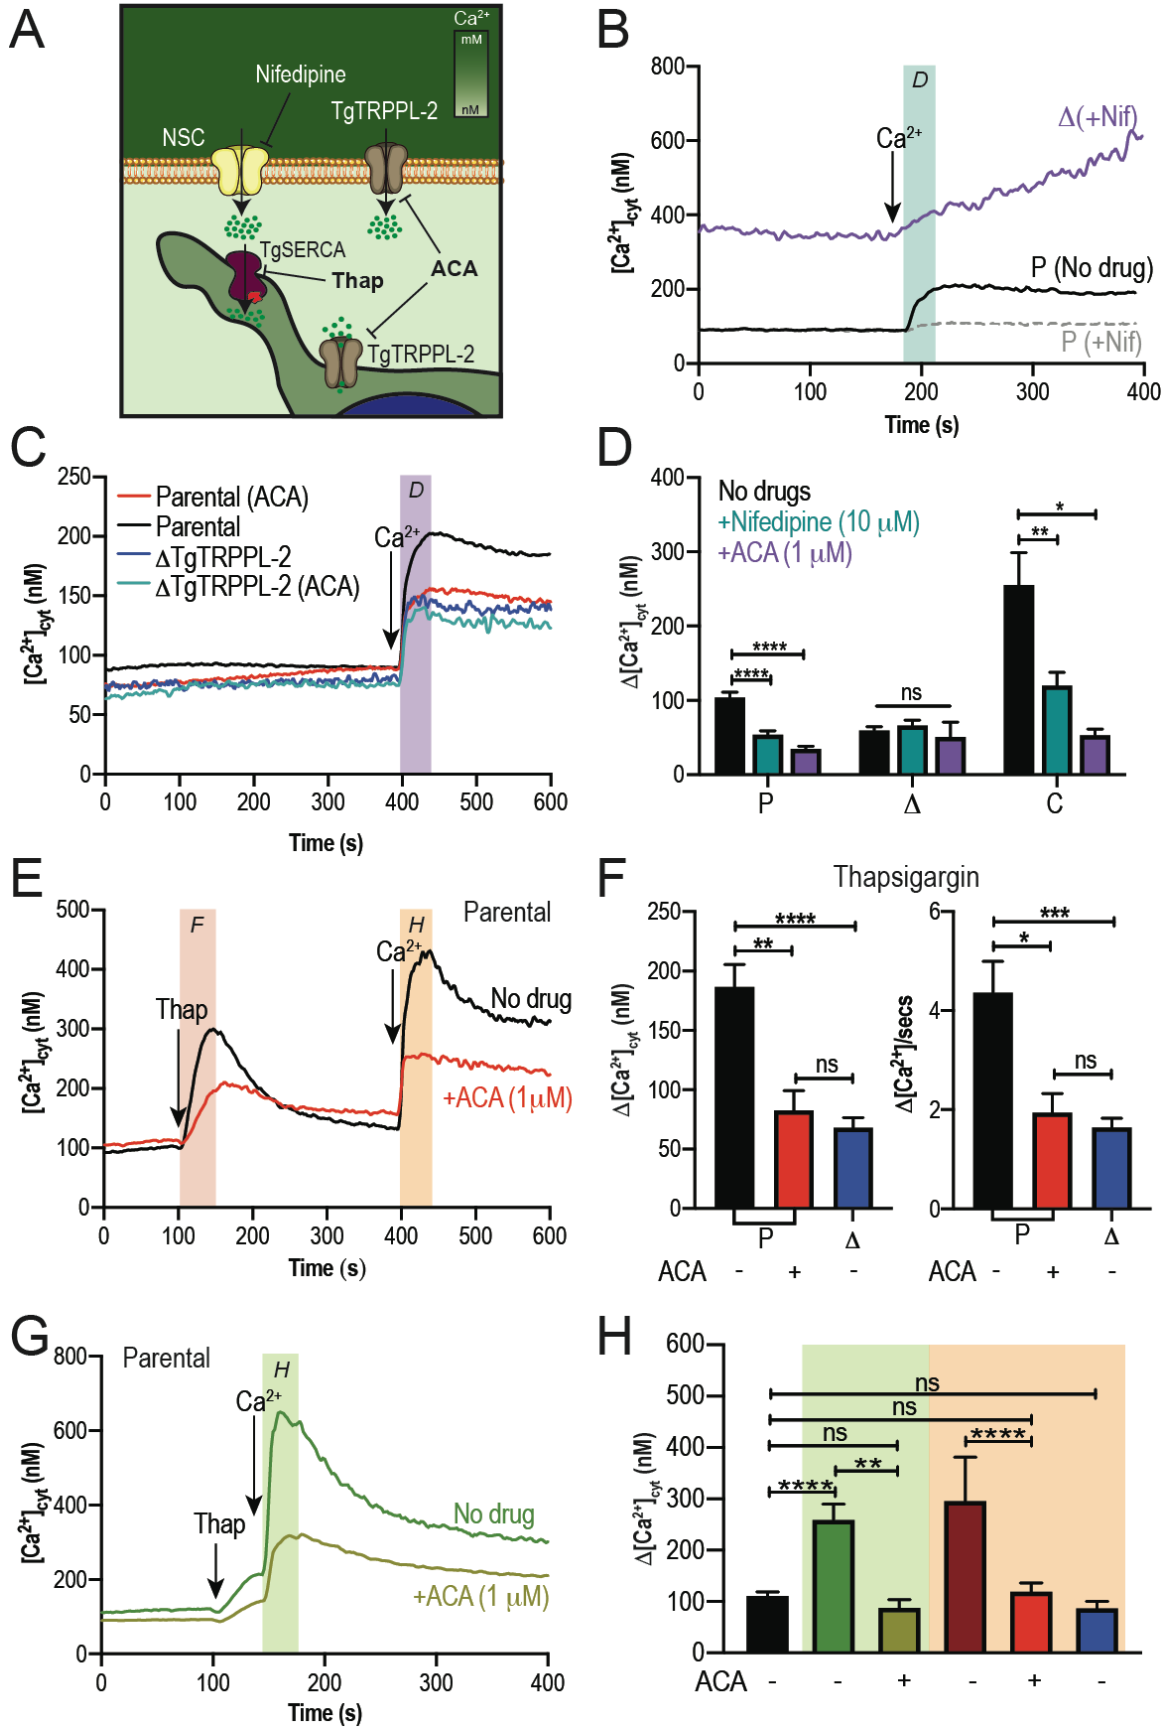 A
Ca²⁺
mM
nM
Nifedipine
TgTRPPL-2
NSC
TgSERCA
Thap
ACA
TgTRPPL-2
B
800
600
400
200
0
[Ca²⁺]cyt (nM)
D
Ca²⁺
Δ(+Nif)
P (No drug)
P (+Nif)
0
100
200
300
400
Time (s)
C
250
200
150
100
50
0
[Ca²⁺]cyt (nM)
Parental (ACA)
Parental
ΔTgTRPPL-2
ΔTgTRPPL-2 (ACA)
D
Ca²⁺
0
100
200
300
400
500
600
Time (s)
D
400
300
200
100
0
Δ[Ca²⁺]cyt (nM)
No drugs
+Nifedipine (10 μM)
+ACA (1 μM)
****
****
ns
*
**
P
Δ
C
E
500
400
300
200
100
0
[Ca²⁺]cyt (nM)
F
H
Parental
Thap
Ca²⁺
No drug
+ACA (1μM)
0
100
200
300
400
500
600
Time (s)
F
Thapsigargin
250
200
150
100
50
0
Δ[Ca²⁺]cyt (nM)
****
**
ns
P
Δ
ACA - + -
6
4
2
0
Δ[Ca²⁺]/secs
***
*
ns
P
Δ
ACA - + -
G
800
600
400
200
0
[Ca²⁺]cyt (nM)
Parental
H
Ca²⁺
Thap
No drug
+ACA (1 μM)
0
100
200
300
400
Time (s)
H
600
500
400
300
200
100
0
Δ[Ca²⁺]cyt (nM)
ns
ns
ns
****
**
****
ACA - - + - + -